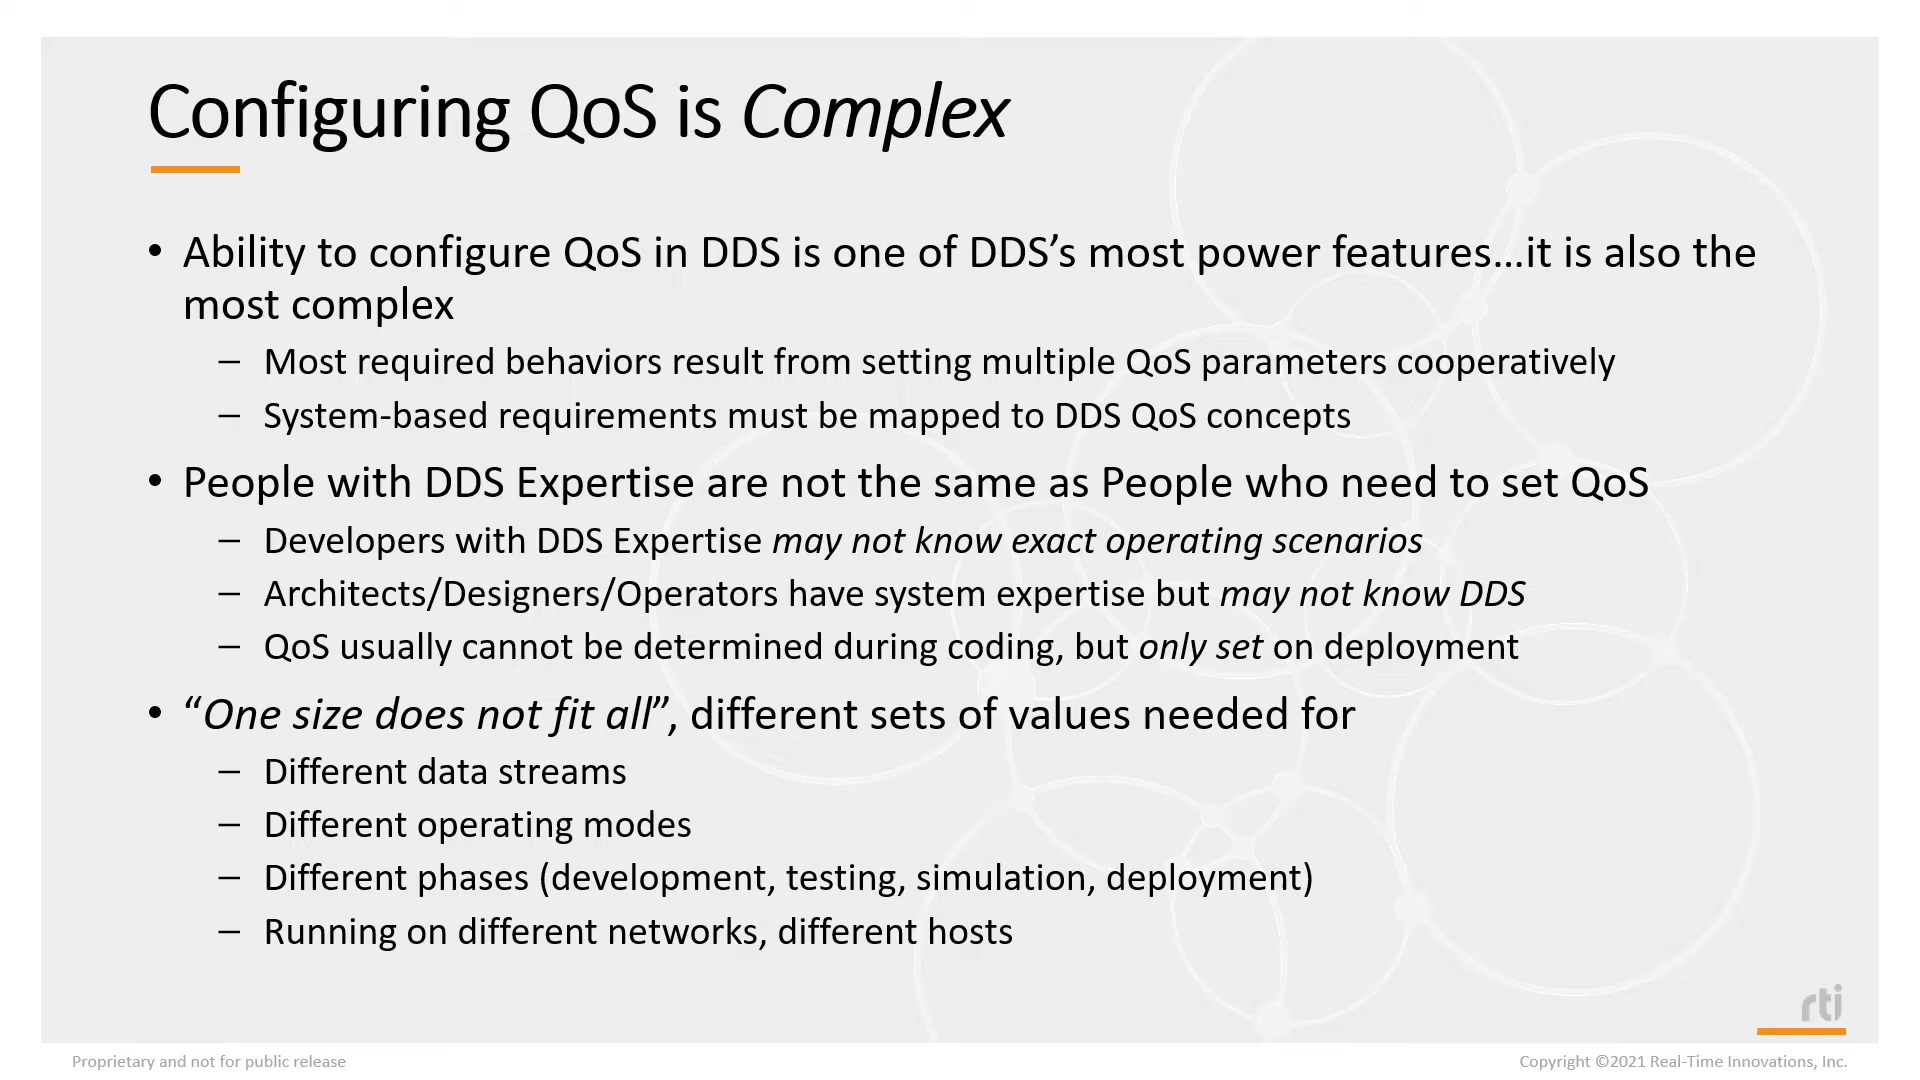 Configuring QoS is Complex
• Ability to configure QoS in DDS is one of DDS’s most power features…it is also the
most complex
– Most required behaviors result from setting multiple QoS parameters cooperatively
– System-based requirements must be mapped to DDS QoS concepts
• People with DDS Expertise are not the same as People who need to set QoS
– Developers with DDS Expertise may not know exact operating scenarios
– Architects/Designers/Operators have system expertise but may not know DDS
– QoS usually cannot be determined during coding, but only set on deployment
• “One size does not fit all”, different sets of values needed for
– Different data streams
– Different operating modes
– Different phases (development, testing, simulation, deployment)
– Running on different networks, different hosts
rti
Proprietary and not for public release
Copyright ©2021 Real-Time Innovations, Inc.